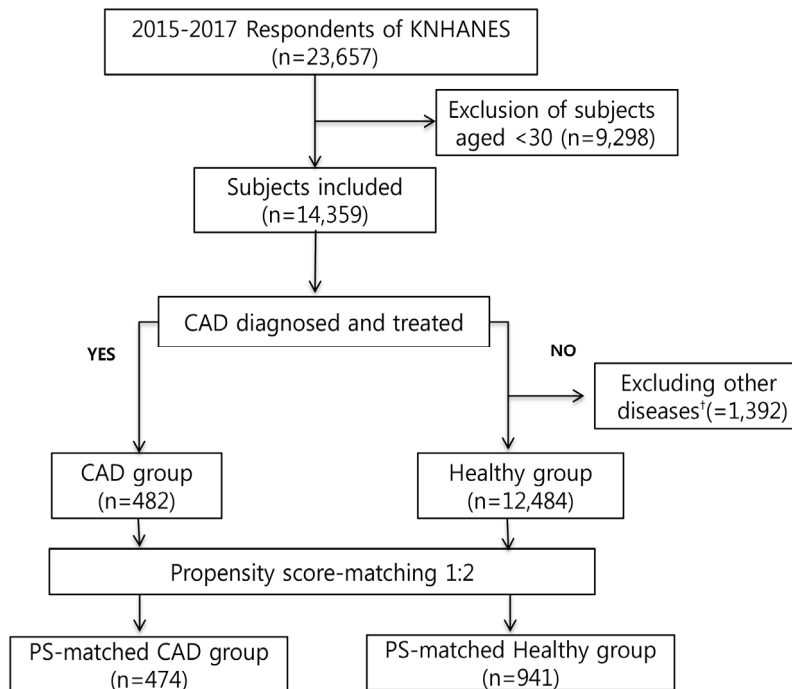 2015-2017 Respondents of KNHANES
(n=23,657)
Exclusion of subjects
aged <30 (n=9,298)
Subjects included
(n=14,359)
CAD diagnosed and treated
YES
NO
Excluding other
diseases†(=1,392)
CAD group
(n=482)
Healthy group
(n=12,484)
Propensity score-matching 1:2
PS-matched CAD group
(n=474)
PS-matched Healthy group
(n=941)